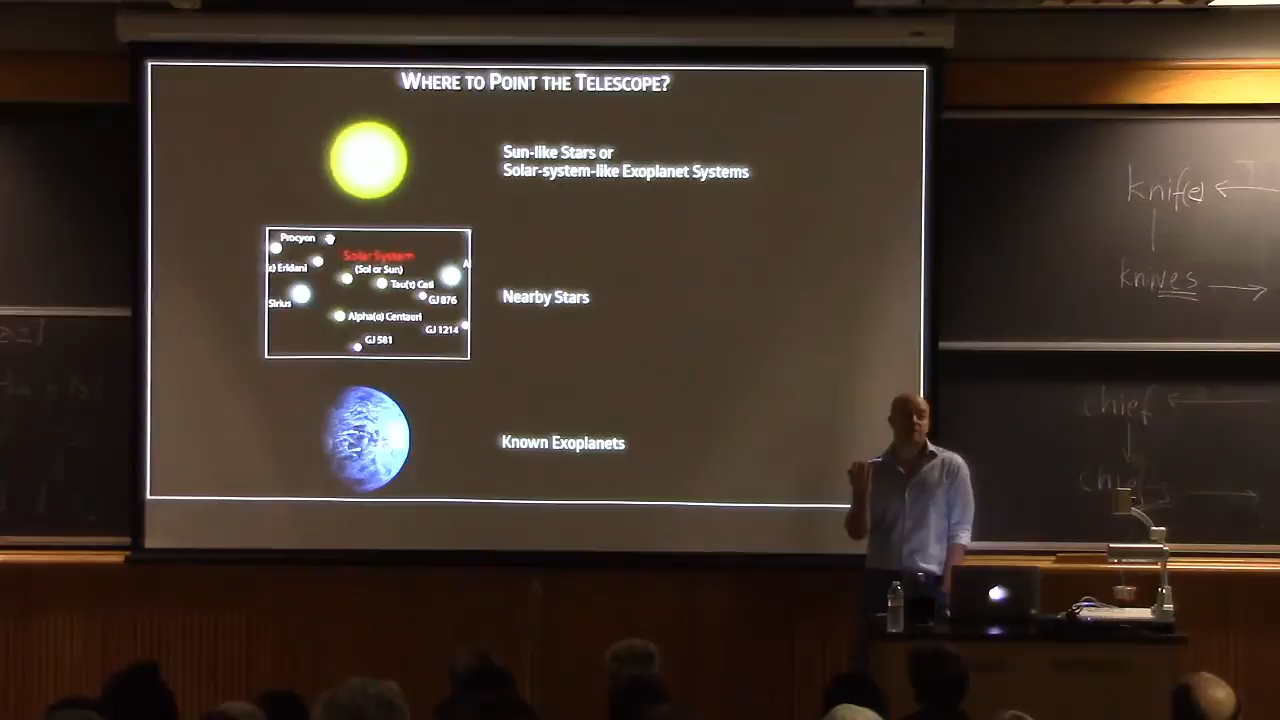 WHERE TO POINT THE TELESCOPE?
Sun-like Stars or
Solar-system-like Exoplanet Systems
Procyon
Solar System
(Sol or Sun)
(ε) Eridani
Tau(τ) Ceti
GJ 876
Sirius
Alpha(α) Centauri
GJ 1214
GJ 581
Nearby Stars
Known Exoplanets
knif(e)
knives
chief
chiefs